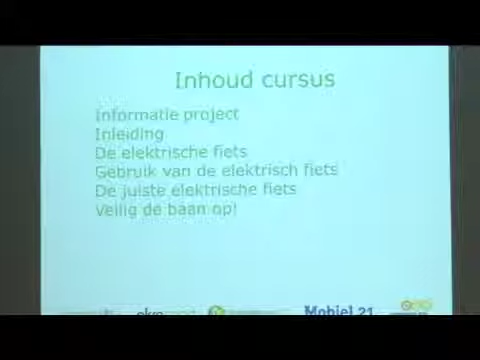 Inhoud cursus
Informatie project
Inleiding
De elektrische fiets
Gebruik van de elektrisch fiets
De juiste elektrische fiets
Veilig de baan op!
Mobiel 21